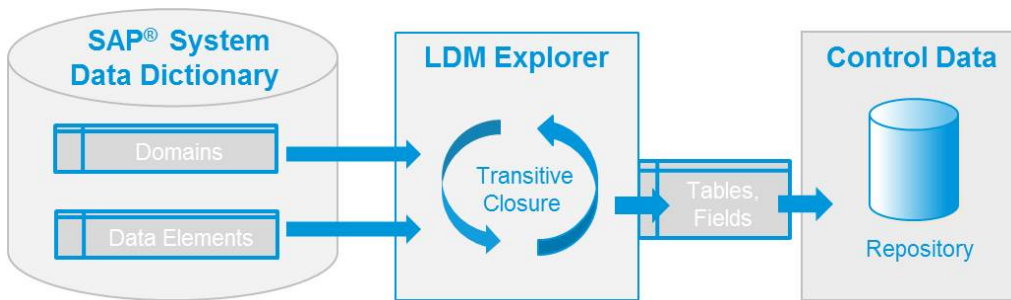 SAP® System
Data Dictionary
Domains
Data Elements
LDM Explorer
Transitive
Closure
Tables,
Fields
Control Data
Repository